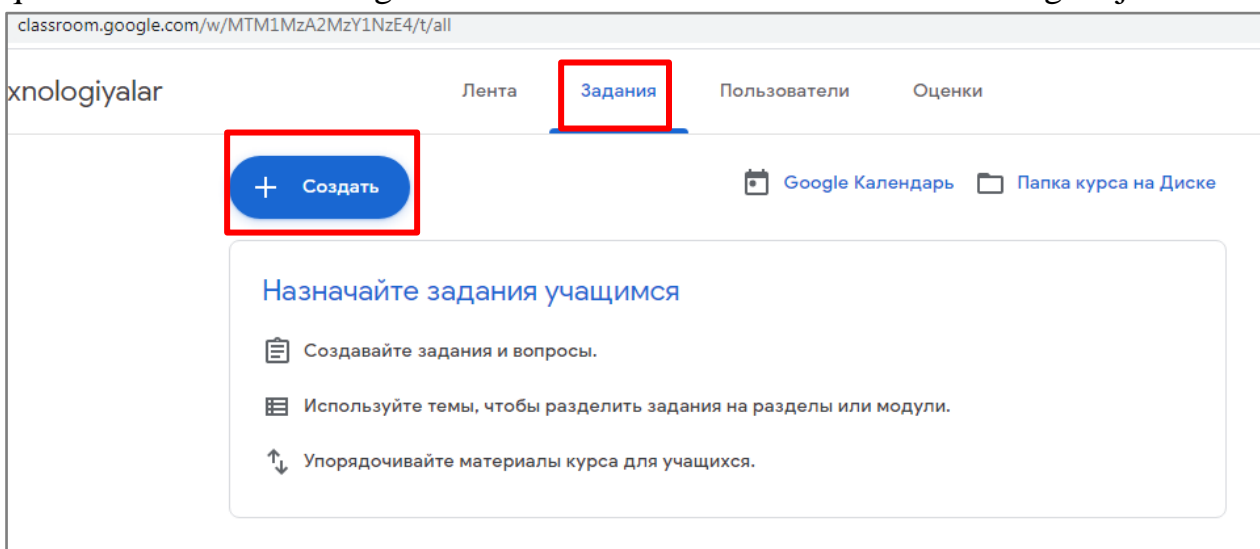 classroom.google.com/w/MTM1MzA2MzY1NzE4/t/all
xnologiyalar Лента Задания Пользователи Оценки
Создать Google Календарь Папка курса на Диске
Назначайте задания учащимся
Создавайте задания и вопросы.
Используйте темы, чтобы разделить задания на разделы или модули.
Упорядочивайте материалы курса для учащихся.